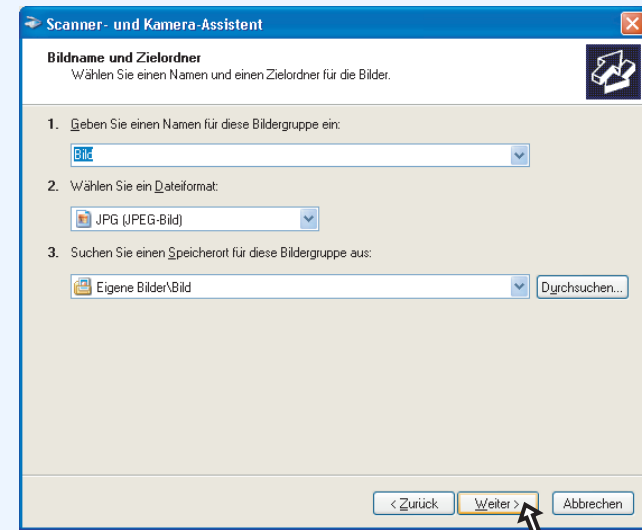 Scanner- und Kamera-Assistent
Bildname und Zielordner
Wählen Sie einen Namen und einen Zielordner für die Bilder.
1. Geben Sie einen Namen für diese Bildergruppe ein:
Bild
2. Wählen Sie ein Dateiformat:
JPG (JPEG-Bild)
3. Suchen Sie einen Speicherort für diese Bildergruppe aus:
Eigene Bilder\Bild Durchsuchen...
< Zurück Weiter > Abbrechen